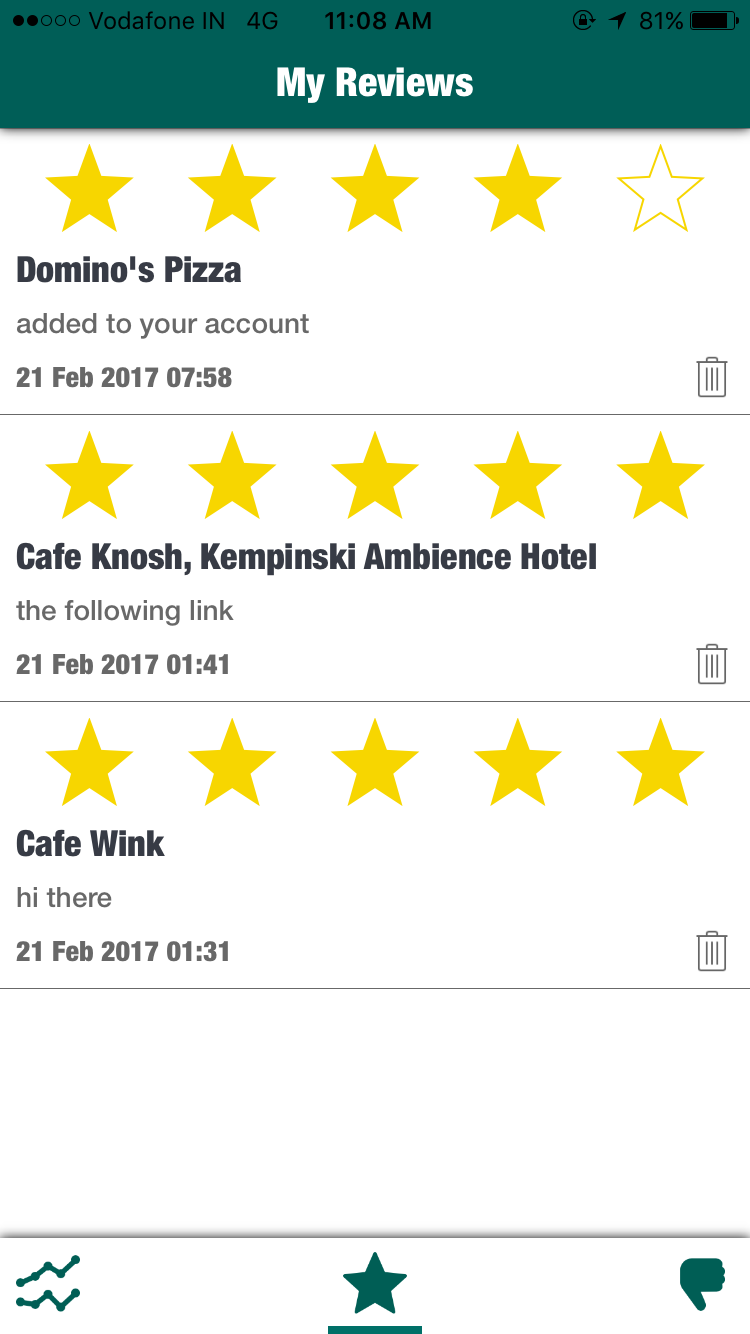 Vodafone IN 4G 11:08 AM 81%
My Reviews
Domino's Pizza
added to your account
21 Feb 2017 07:58
Cafe Knosh, Kempinski Ambience Hotel
the following link
21 Feb 2017 01:41
Cafe Wink
hi there
21 Feb 2017 01:31